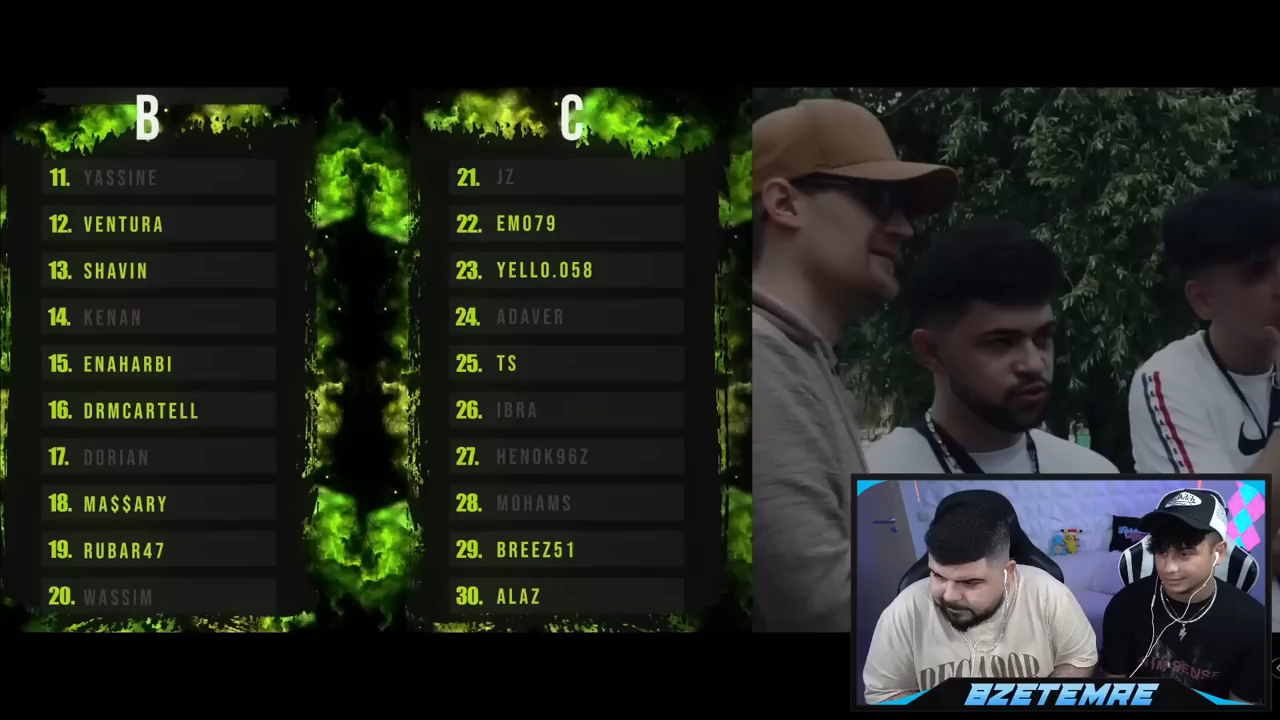 B
11. YASSINE
12. VENTURA
13. SHAVIN
14. KENAN
15. ENAHARBI
16. DRMCARTELL
17. DORIAN
18. MA$$ARY
19. RUBAR47
20. WASSIM
C
21. JZ
22. EMO79
23. YELLO.058
24. ADAVER
25. TS
26. IBRA
27. HENOK96Z
28. MOHAMS
29. BREEZ51
30. ALAZ
BZETEMRE